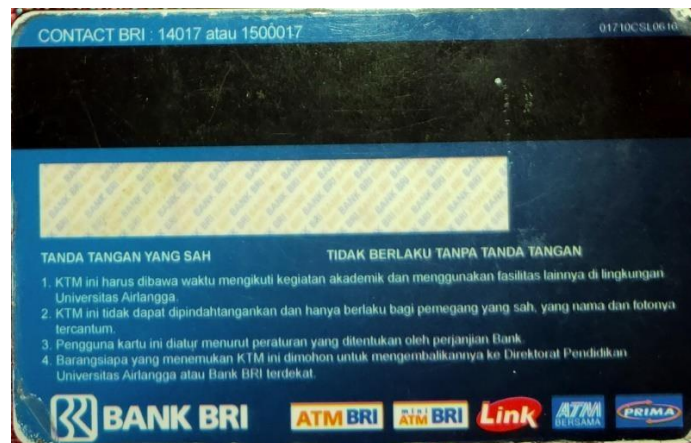 CONTACT BRI : 14017 atau 1500017
01710CSL0610
TANDA TANGAN YANG SAH
TIDAK BERLAKU TANPA TANDA TANGAN
1. KTM ini harus dibawa waktu mengikuti kegiatan akademik dan menggunakan fasilitas lainnya di lingkungan
Universitas Airlangga.
2. KTM ini tidak dapat dipindahtangankan dan hanya berlaku bagi pemegang yang sah, yang nama dan fotonya
tercantum.
3. Pengguna kartu ini diatur menurut peraturan yang ditentukan oleh perjanjian Bank.
4. Barangsiapa yang menemukan KTM ini dimohon untuk mengembalikannya ke Direktorat Pendidikan
Universitas Airlangga atau Bank BRI terdekat.
BANK BRI
ATM BRI
mini ATM BRI
Link
ATM BERSAMA
PRIMA